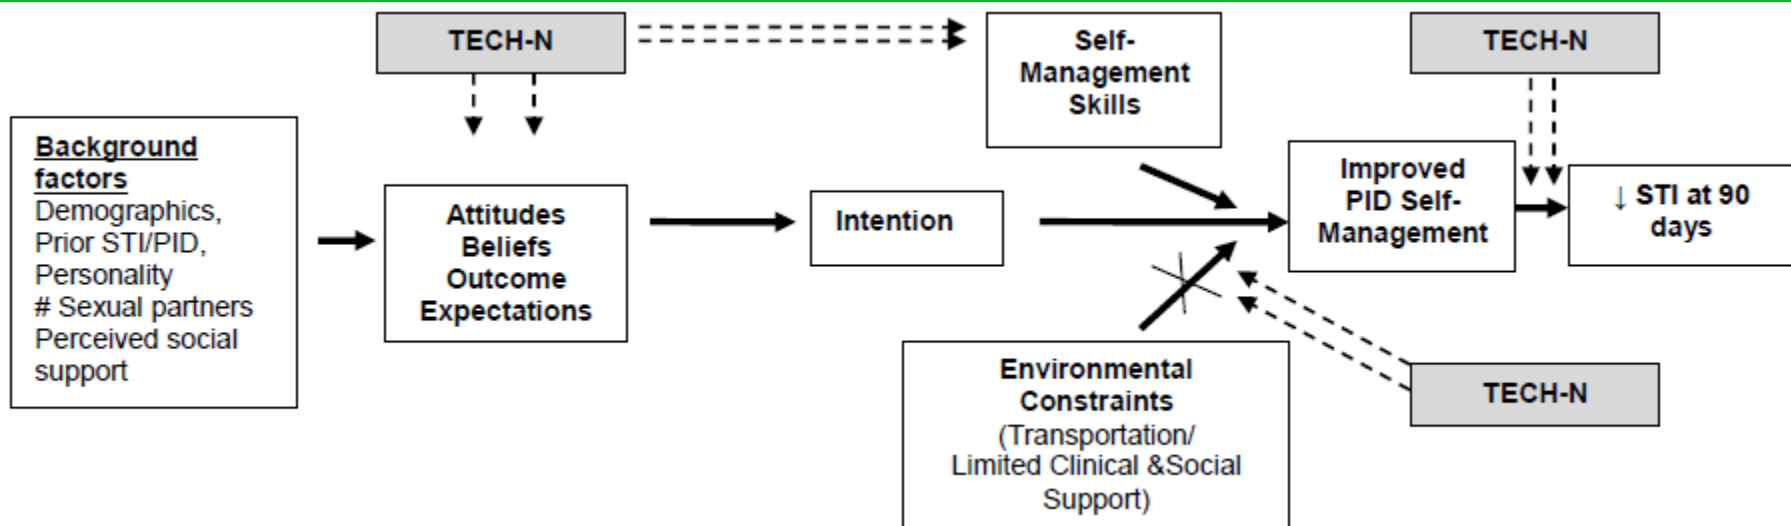 TECH-N
Self-
Management
Skills
TECH-N
Background
factors
Demographics,
Prior STI/PID,
Personality
# Sexual partners
Perceived social
support
Attitudes
Beliefs
Outcome
Expectations
Intention
Improved
PID Self-
Management
↓ STI at 90
days
Environmental
Constraints
(Transportation/
Limited Clinical &Social
Support)
TECH-N